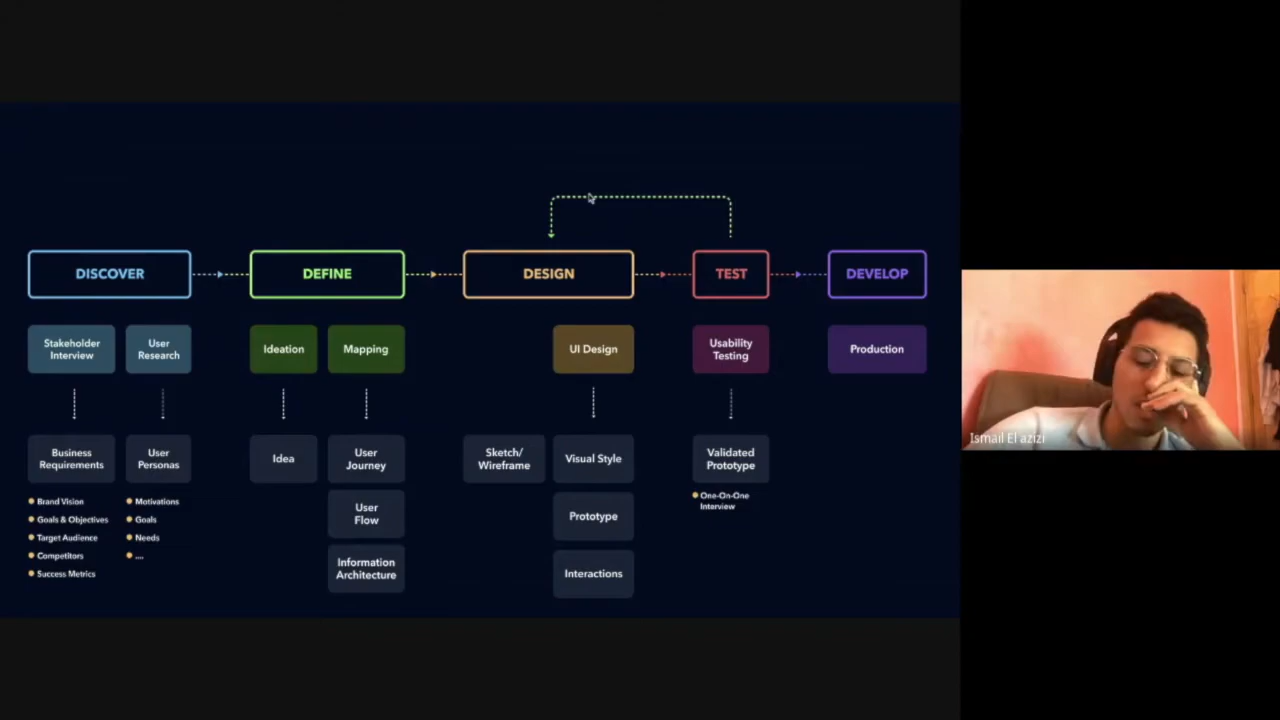 DISCOVER
DEFINE
DESIGN
TEST
DEVELOP
Stakeholder
Interview
User
Research
Ideation
Mapping
UI Design
Usability
Testing
Production
Business
Requirements
User
Personas
Idea
User
Journey
Sketch/
Wireframe
Visual Style
Validated
Prototype
Brand Vision
Goals & Objectives
Target Audience
Competitors
Success Metrics
Motivations
Goals
Needs
....
User
Flow
Information
Architecture
Prototype
Interactions
One-On-One
Interview
Ismail El azizi